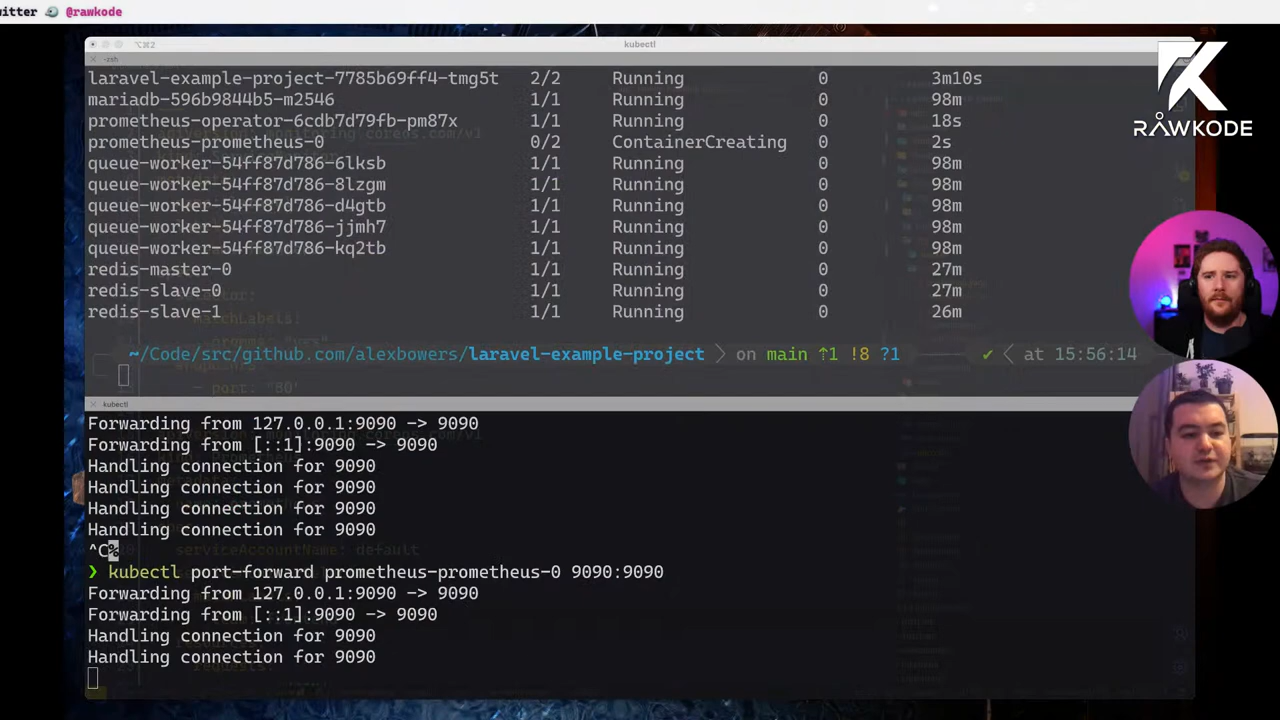 witter @rawkode
⌥⌘2
kubectl
-zsh
laravel-example-project-7785b69ff4-tmg5t 2/2 Running 0 3m10s
mariadb-596b9844b5-m2546 1/1 Running 0 98m
prometheus-operator-6cdb7d79fb-pm87x 1/1 Running 0 18s
prometheus-prometheus-0 0/2 ContainerCreating 0 2s
queue-worker-54ff87d786-6lksb 1/1 Running 0 98m
queue-worker-54ff87d786-8lzgm 1/1 Running 0 98m
queue-worker-54ff87d786-d4gtb 1/1 Running 0 98m
queue-worker-54ff87d786-jjmh7 1/1 Running 0 98m
queue-worker-54ff87d786-kq2tb 1/1 Running 0 98m
redis-master-0 1/1 Running 0 27m
redis-slave-0 1/1 Running 0 27m
redis-slave-1 1/1 Running 0 26m
~/Code/src/github.com/alexbowers/laravel-example-project on main ⇡1 !8 ?1 ✔ at 15:56:14
kubectl
Forwarding from 127.0.0.1:9090 -> 9090
Forwarding from [::1]:9090 -> 9090
Handling connection for 9090
Handling connection for 9090
Handling connection for 9090
Handling connection for 9090
^C%
serviceAccountName: default
❯ kubectl port-forward prometheus-prometheus-0 9090:9090
Forwarding from 127.0.0.1:9090 -> 9090
Forwarding from [::1]:9090 -> 9090
Handling connection for 9090
Handling connection for 9090
RAWKODE